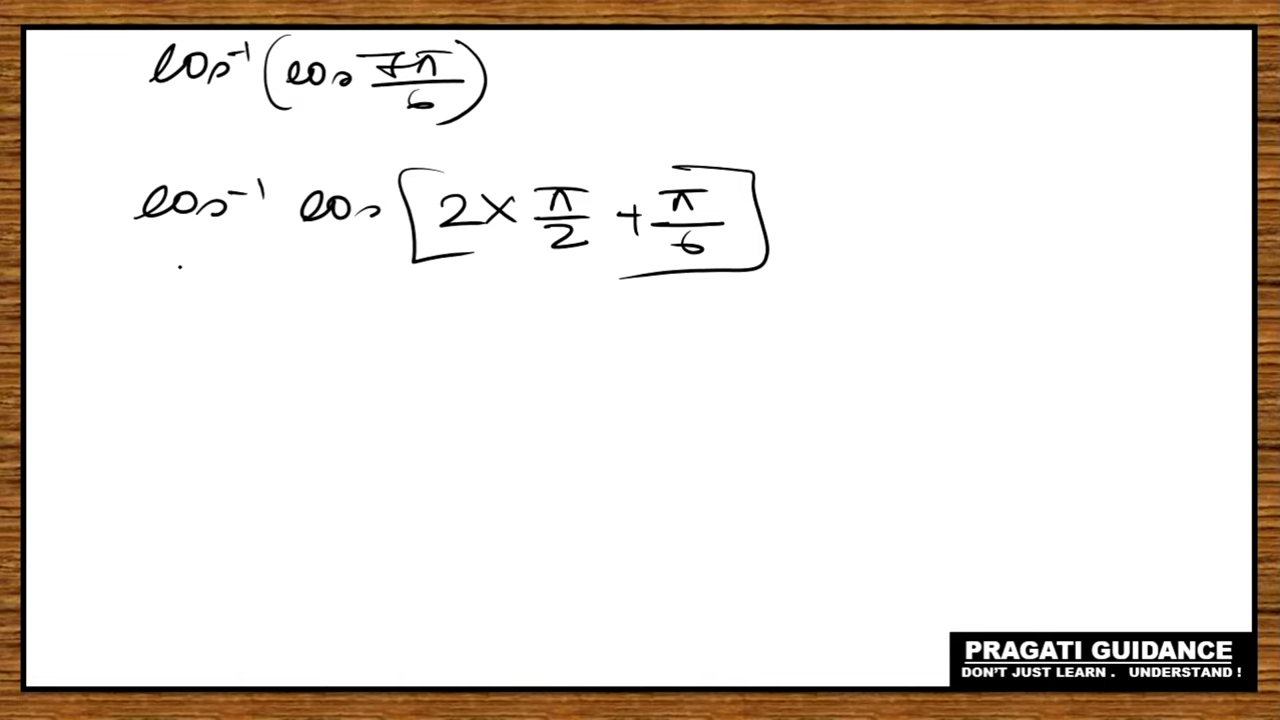 cos⁻¹(cos 7π/6)
cos⁻¹ cos [2 × π/2 + π/6]
PRAGATI GUIDANCE
DON'T JUST LEARN . UNDERSTAND !